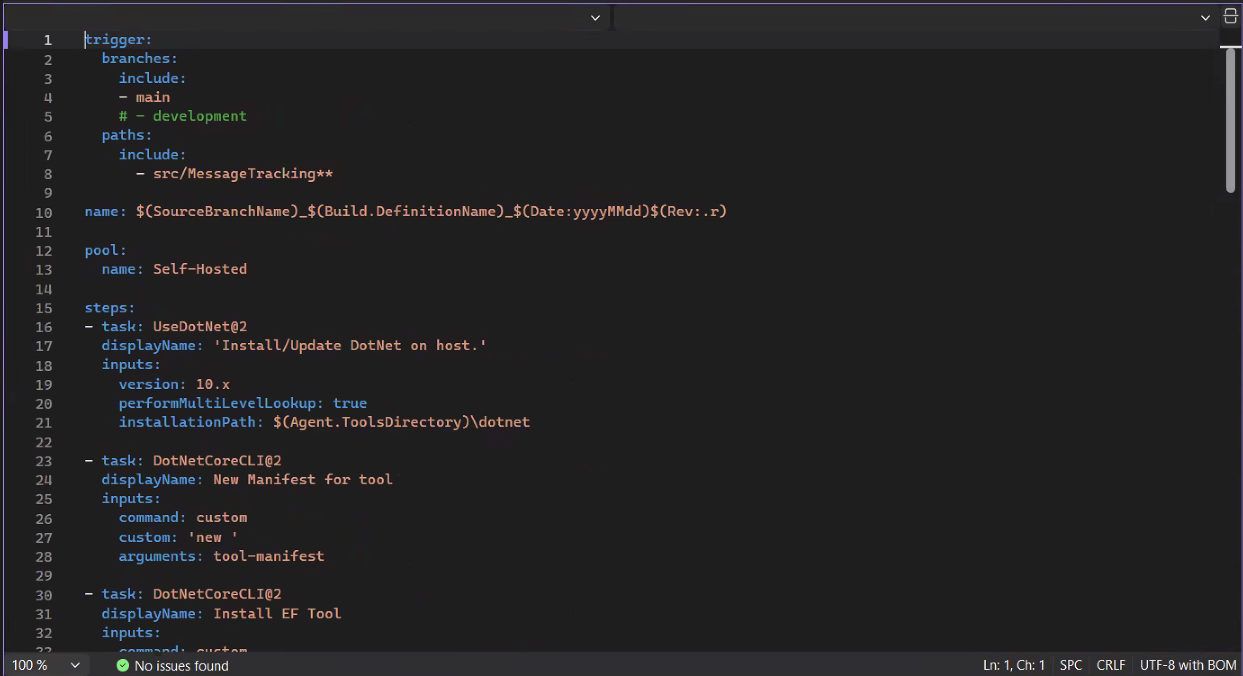 1 trigger:
2   branches:
3     include:
4     - main
5     # - development
6   paths:
7     include:
8       - src/MessageTracking**
9
10 name: $(SourceBranchName)_$(Build.DefinitionName)_$(Date:yyyyMMdd)$(Rev:.r)
11
12 pool:
13   name: Self-Hosted
14
15 steps:
16 - task: UseDotNet@2
17   displayName: 'Install/Update DotNet on host.'
18   inputs:
19     version: 10.x
20     performMultiLevelLookup: true
21     installationPath: $(Agent.ToolsDirectory)\dotnet
22
23 - task: DotNetCoreCLI@2
24   displayName: New Manifest for tool
25   inputs:
26     command: custom
27     custom: 'new '
28     arguments: tool-manifest
29
30 - task: DotNetCoreCLI@2
31   displayName: Install EF Tool
32   inputs:
33     command: custom
100 % No issues found Ln: 1, Ch: 1 SPC CRLF UTF-8 with BOM